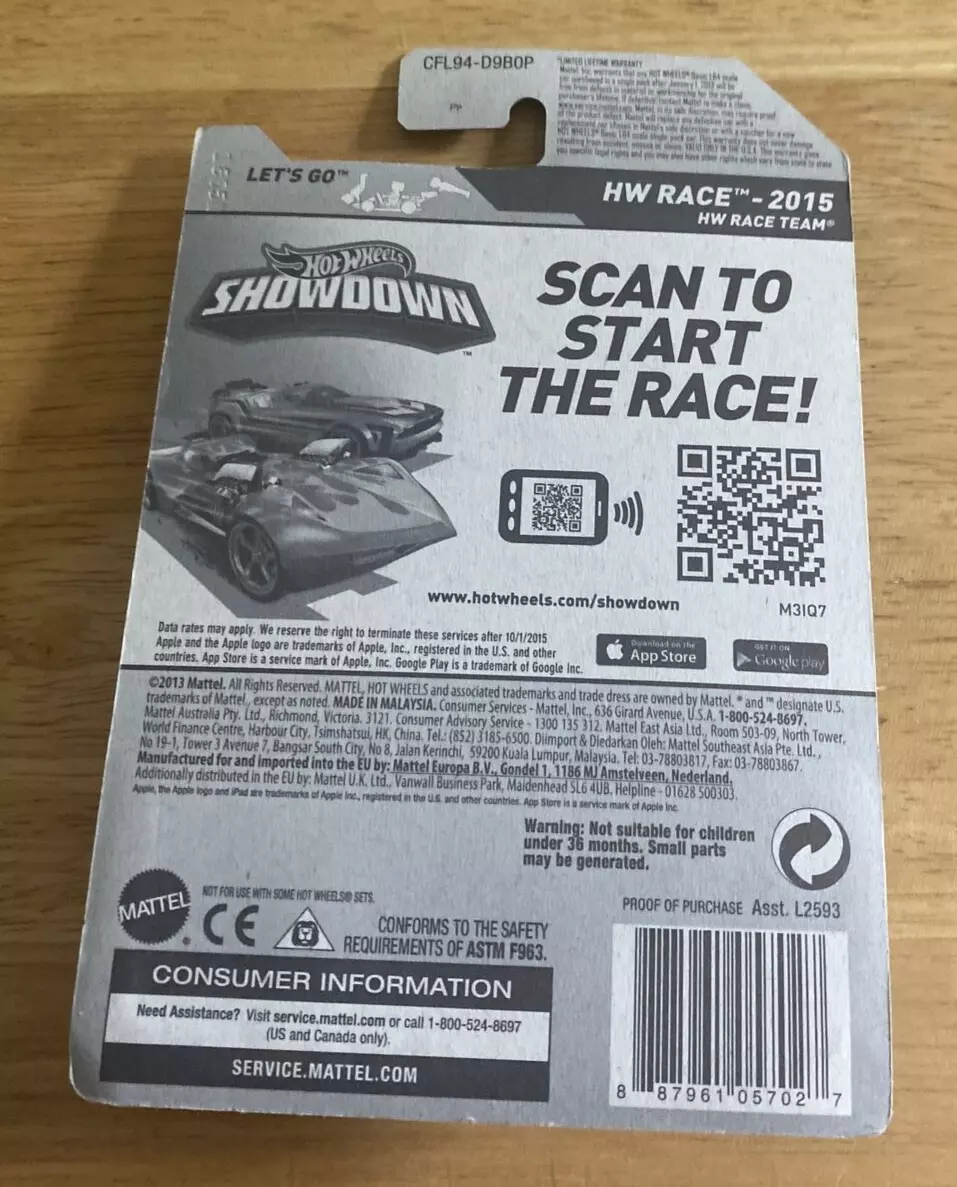 CFL94-D9B0P
PP
*LIMITED LIFETIME WARRANTY
LET'S GO™
HW RACE™ - 2015
HW RACE TEAM®
HOT WHEELS
SHOWDOWN
™
SCAN TO
START
THE RACE!
www.hotwheels.com/showdown
M3IQ7
Data rates may apply. We reserve the right to terminate these services after 10/1/2015
Apple and the Apple logo are trademarks of Apple, Inc., registered in the U.S. and other
countries. App Store is a service mark of Apple, Inc. Google Play is a trademark of Google Inc.
Download on the
App Store
GET IT ON
Google play
©2013 Mattel. All Rights Reserved. MATTEL, HOT WHEELS and associated trademarks and trade dress are owned by Mattel. ® and ™ designate U.S.
trademarks of Mattel, except as noted. MADE IN MALAYSIA. Consumer Services - Mattel, Inc., 636 Girard Avenue, U.S.A. 1-800-524-8697.
Mattel Australia Pty. Ltd., Richmond, Victoria. 3121. Consumer Advisory Service - 1300 135 312. Mattel East Asia Ltd., Room 503-09, North Tower,
World Finance Centre, Harbour City, Tsimshatsui, HK, China. Tel.: (852) 3185-6500. Diimport & Diedarkan Oleh: Mattel Southeast Asia Pte. Ltd.,
No 19-1, Tower 3 Avenue 7, Bangsar South City, No 8, Jalan Kerinchi, 59200 Kuala Lumpur, Malaysia. Tel: 03-78803817, Fax: 03-78803867.
Manufactured for and imported into the EU by: Mattel Europa B.V., Gondel 1, 1186 MJ Amstelveen, Nederland.
Additionally distributed in the EU by: Mattel U.K. Ltd., Vanwall Business Park, Maidenhead SL6 4UB. Helpline - 01628 500303.
Apple, the Apple logo and iPad are trademarks of Apple Inc., registered in the U.S. and other countries. App Store is a service mark of Apple Inc.
Warning: Not suitable for children
under 36 months. Small parts
may be generated.
MATTEL
NOT FOR USE WITH SOME HOT WHEELS® SETS.
CE
CONFORMS TO THE SAFETY
REQUIREMENTS OF ASTM F963.
PROOF OF PURCHASE Asst. L2593
CONSUMER INFORMATION
Need Assistance? Visit service.mattel.com or call 1-800-524-8697
(US and Canada only).
SERVICE.MATTEL.COM
8 87961 05702 7